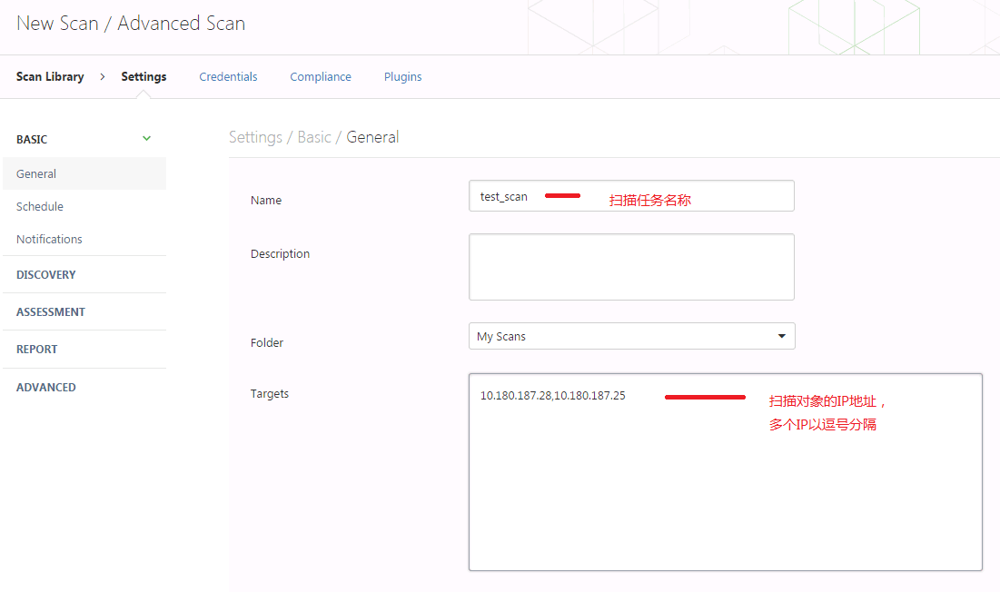 New Scan / Advanced Scan
Scan Library > Settings Credentials Compliance Plugins
BASIC
General
Schedule
Notifications
DISCOVERY
ASSESSMENT
REPORT
ADVANCED
Settings / Basic / General
Name
test_scan 扫描任务名称
Description
Folder
My Scans
Targets
10.180.187.28,10.180.187.25
扫描对象的IP地址，
多个IP以逗号分隔